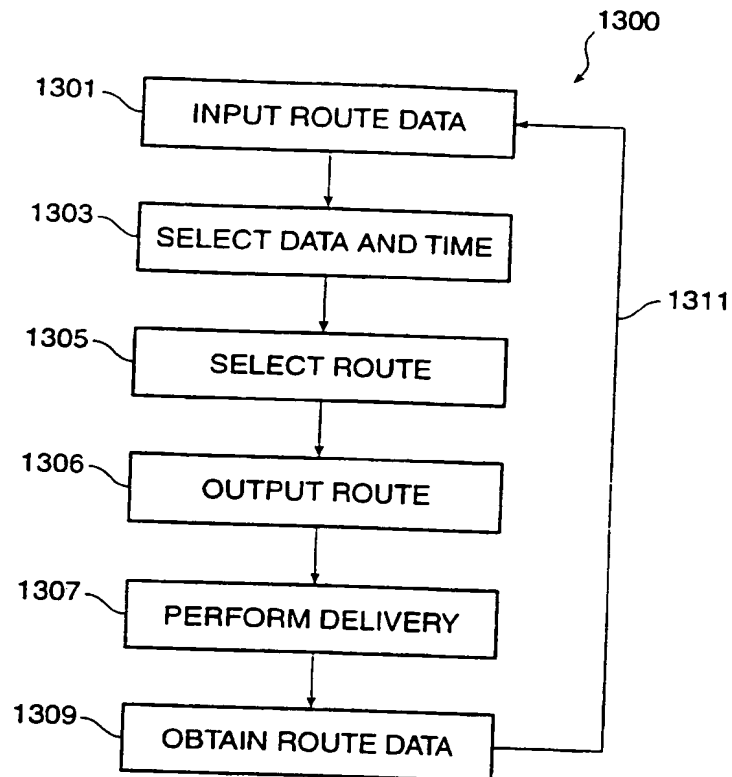 1300
1301
INPUT ROUTE DATA
1303
SELECT DATA AND TIME
1311
1305
SELECT ROUTE
1306
OUTPUT ROUTE
1307
PERFORM DELIVERY
1309
OBTAIN ROUTE DATA